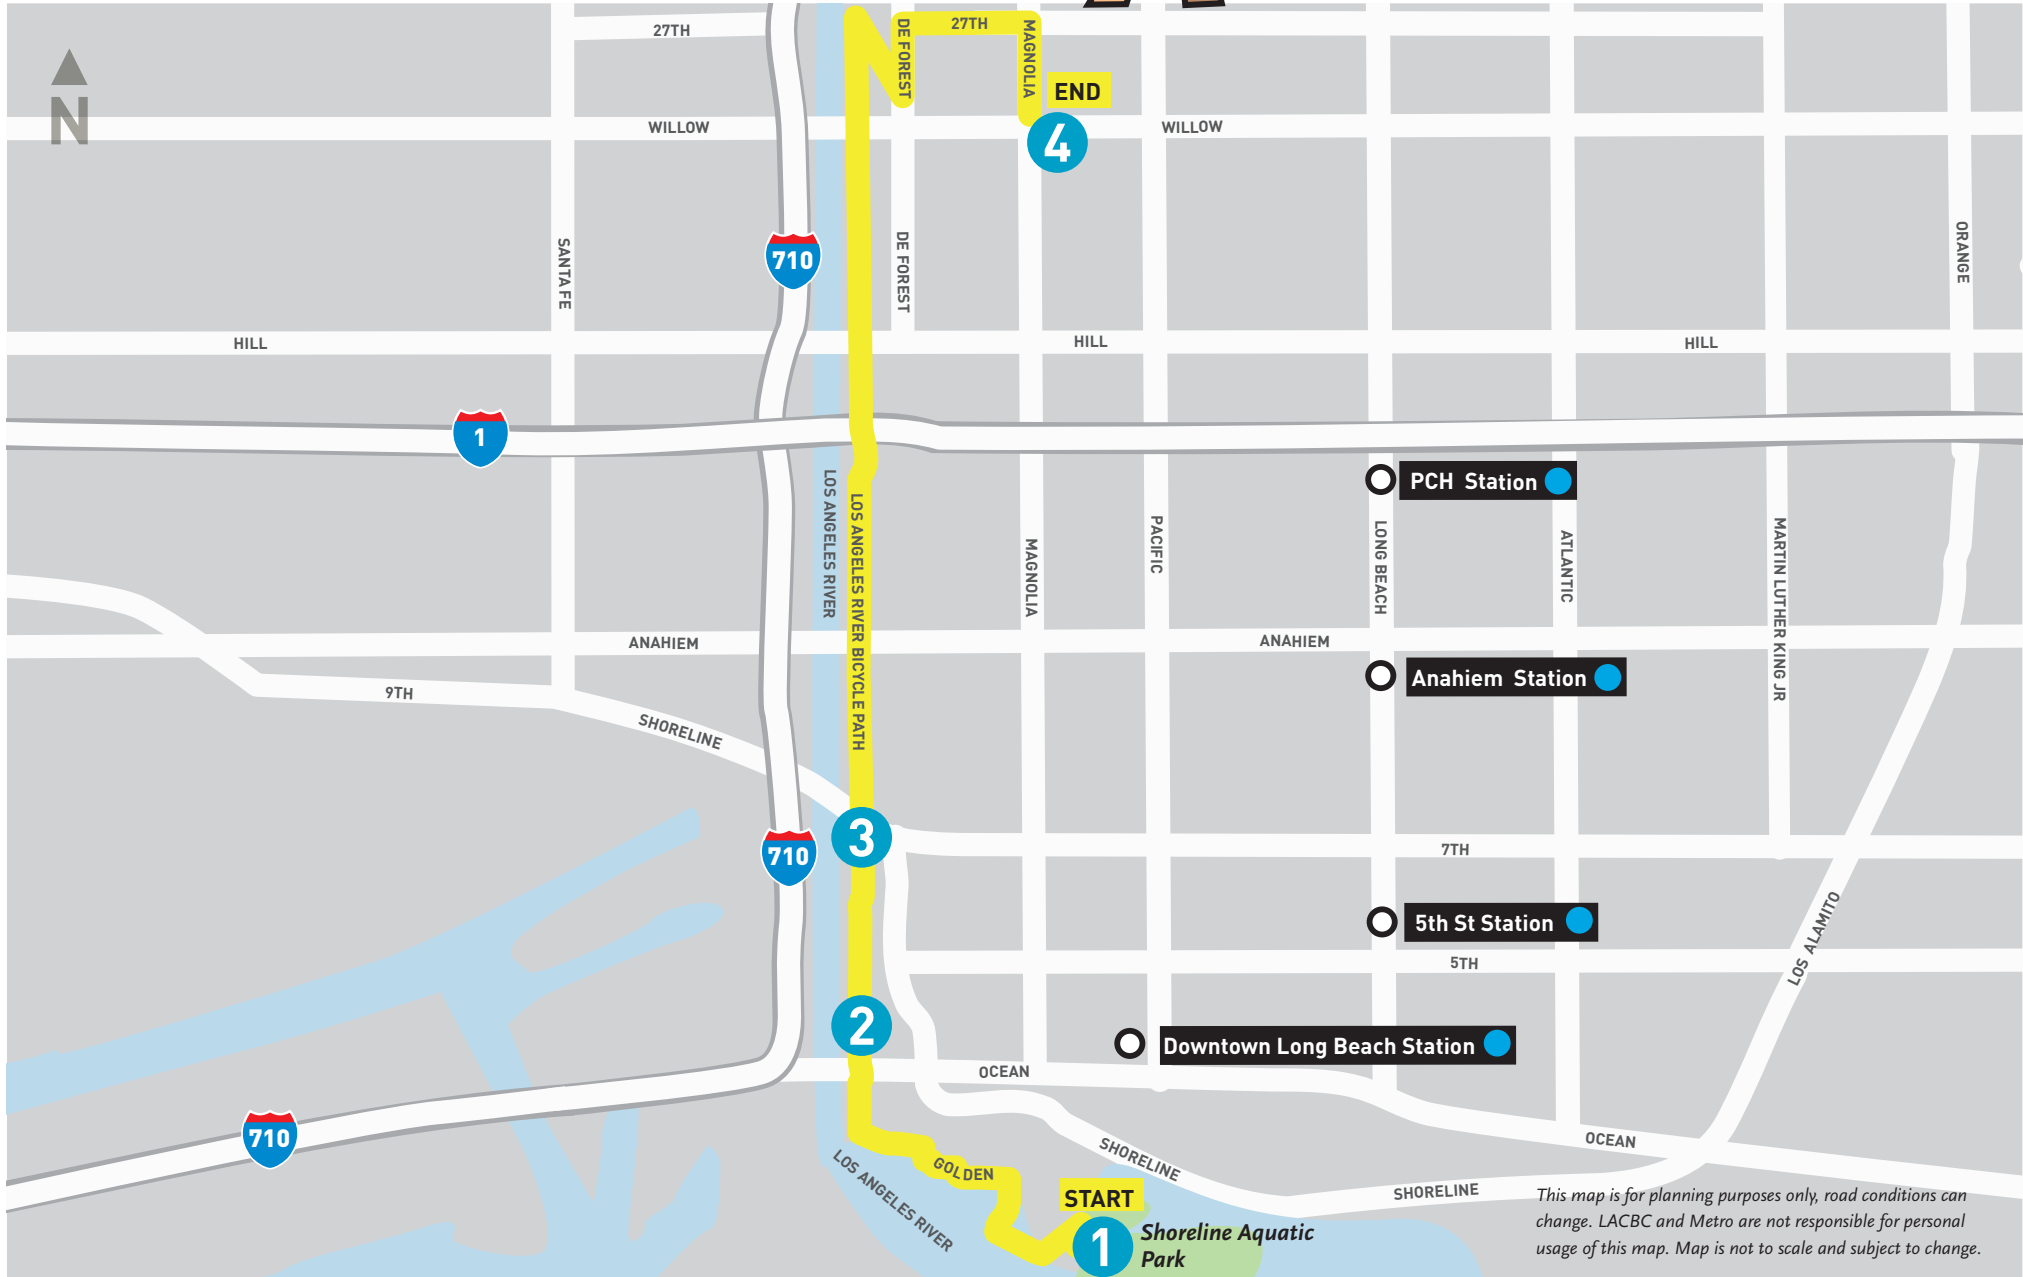 27TH
DE FOREST
27TH
MAGNOLIA
END
N
WILLOW
4
WILLOW
SANTA FE
710
DE FOREST
ORANGE
HILL
HILL
HILL
1
LOS ANGELES RIVER
LOS ANGELES RIVER BICYCLE PATH
MAGNOLIA
PACIFIC
LONG BEACH
PCH Station
ATLANTIC
MARTIN LUTHER KING JR
ANAHIEM
ANAHIEM
Anahiem Station
9TH
SHORELINE
3
710
7TH
5th St Station
5TH
LOS ALAMITO
2
Downtown Long Beach Station
OCEAN
710
OCEAN
LOS ANGELES RIVER
GOLDEN
SHORELINE
START
SHORELINE
1
Shoreline Aquatic
Park
This map is for planning purposes only, road conditions can
change. LACBC and Metro are not responsible for personal
usage of this map. Map is not to scale and subject to change.